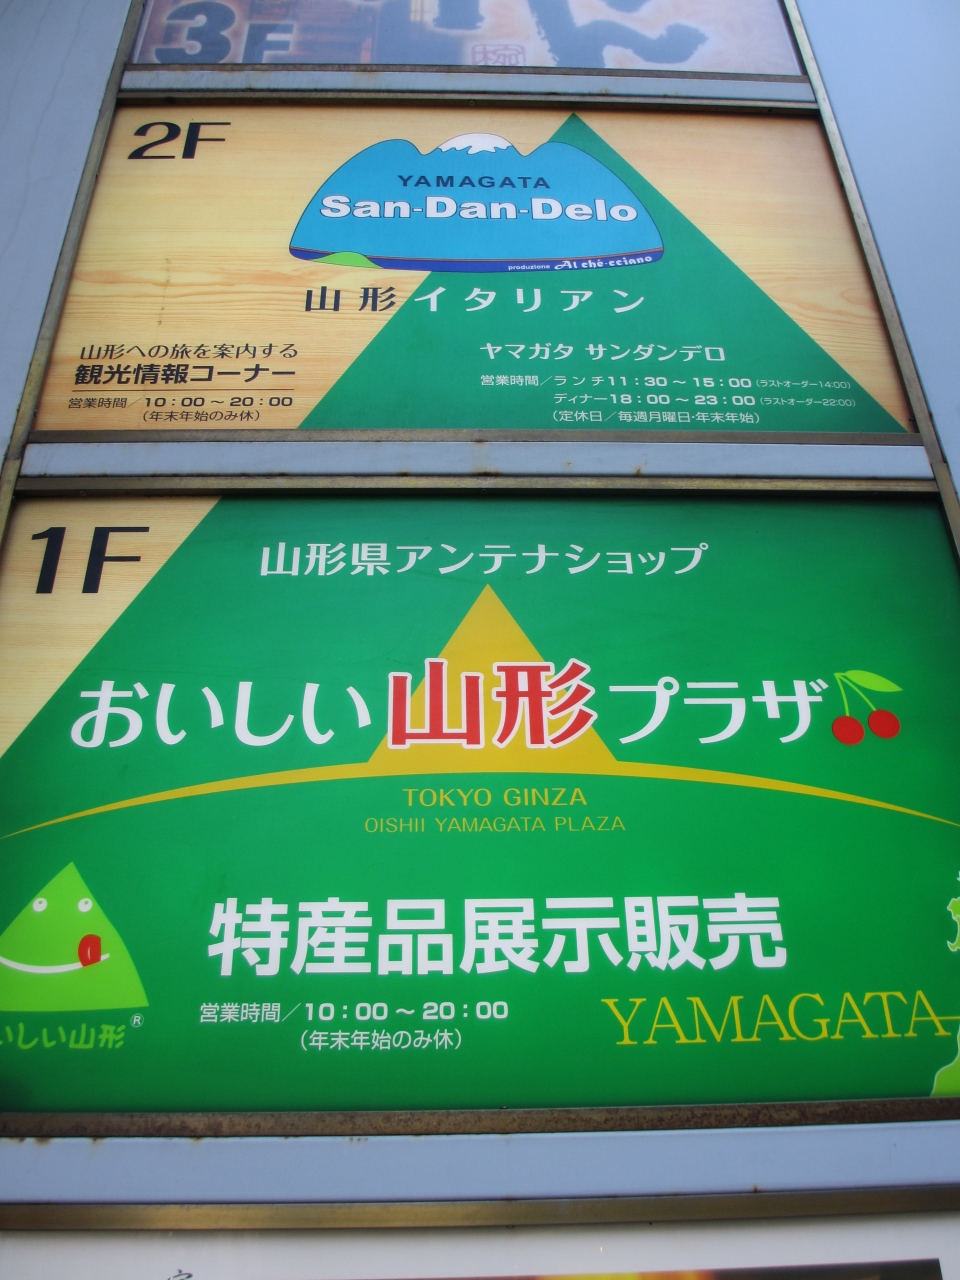 3F
2F
YAMAGATA
San-Dan-Delo
produzione Al ché-cciano
山形イタリアン
山形への旅を案内する
観光情報コーナー
営業時間/10:00～20:00
(年末年始のみ休)
ヤマガタ サンダンデロ
営業時間/ランチ11:30～15:00(ラストオーダー14:00)
ディナー18:00～23:00(ラストオーダー22:00)
(定休日/毎週月曜日・年末年始)
1F
山形県アンテナショップ
おいしい山形プラザ
TOKYO GINZA
OISHII YAMAGATA PLAZA
特産品展示販売
営業時間/10:00～20:00
(年末年始のみ休)
いしい山形®
YAMAGATA